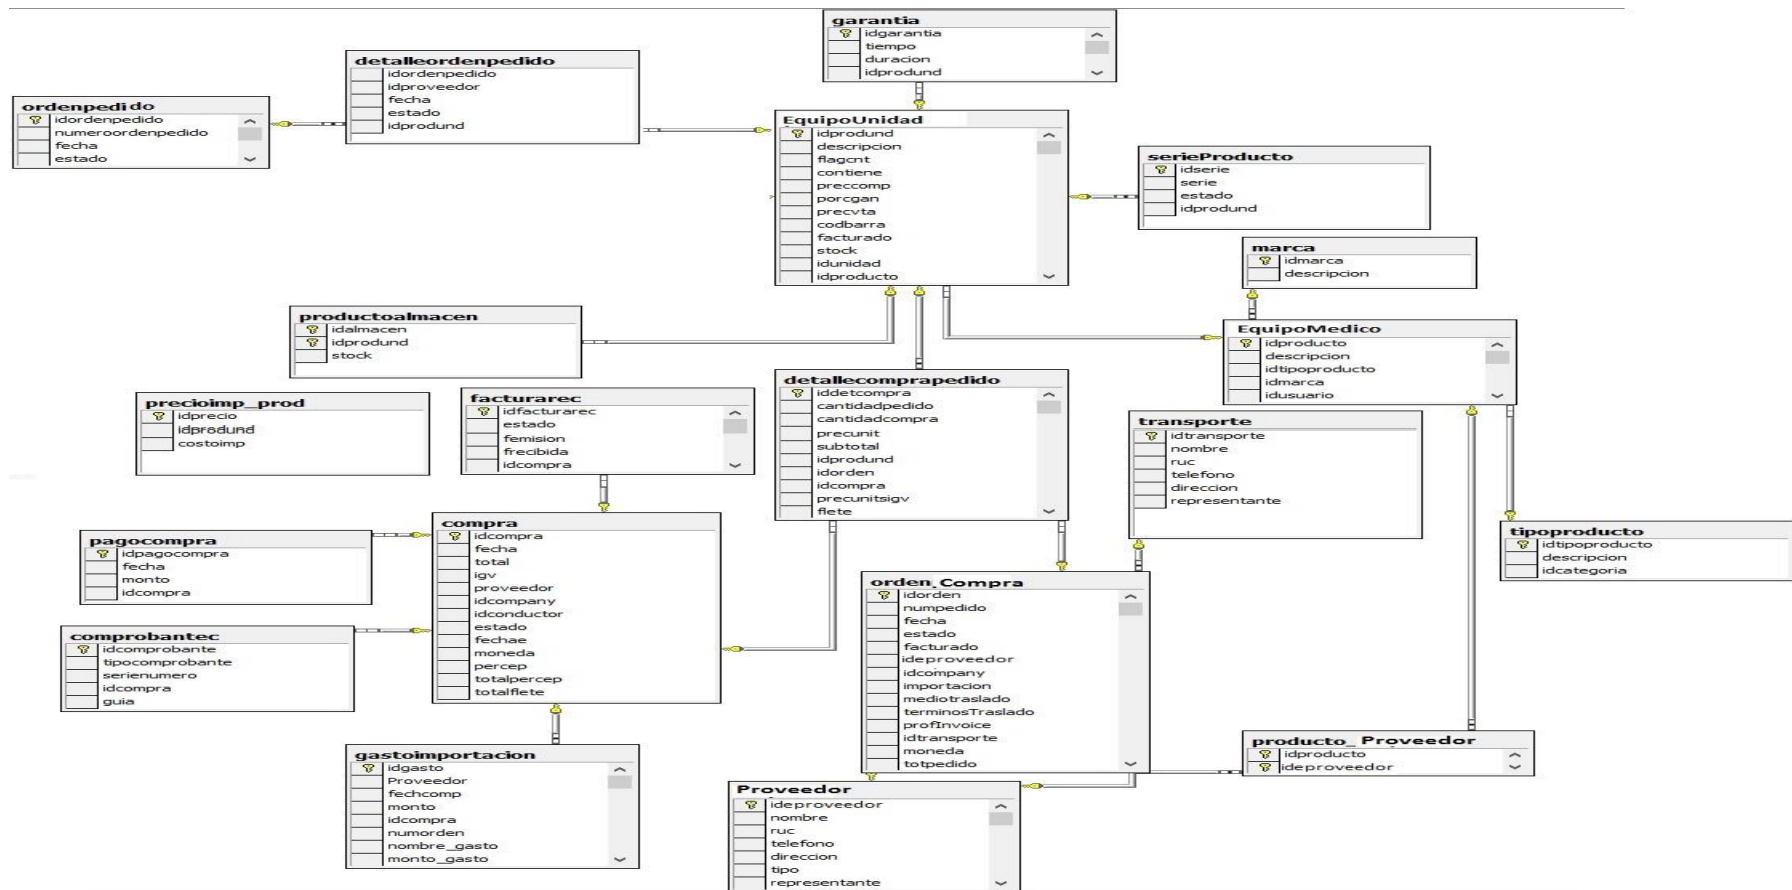 garantia
idgarantia
tiempo
duracion
idprodund
detalleordenpedido
idordenpedido
idproveedor
fecha
estado
idprodund
ordenpedido
idordenpedido
numeroordenpedido
fecha
estado
EquipoUnidad
idprodund
descripcion
flagcnt
contiene
preccomp
porcgan
precvta
codbarra
facturado
stock
idunidad
idproducto
serieProducto
idserie
serie
estado
idprodund
marca
idmarca
descripcion
productoalmacen
idalmacen
idprodund
stock
EquipoMedico
idproducto
descripcion
idtipoproducto
idmarca
idusuario
precioimp_prod
idprecio
idprodund
costoimp
facturarec
idfacturarec
estado
femision
frecibida
idcompra
detallecomprapedido
iddetcompra
cantidadpedido
cantidadcompra
precunit
subtotal
idprodund
idorden
idcompra
precunitsigv
flete
transporte
idtransporte
nombre
ruc
telefono
direccion
representante
pagocompra
idpagocompra
fecha
monto
idcompra
compra
idcompra
fecha
total
igv
proveedor
idcompany
idconductor
estado
fechae
moneda
percep
totalpercep
totalflete
tipoproducto
idtipoproducto
descripcion
idcategoria
orden_Compra
idorden
numpedido
fecha
estado
facturado
ideproveedor
idcompany
importacion
mediotraslado
terminosTraslado
profInvoice
idtransporte
moneda
totpedido
comprobantec
idcomprobante
tipocomprobante
serienumero
idcompra
guia
gastoimportacion
idgasto
Proveedor
fechcomp
monto
idcompra
numorden
nombre_gasto
monto_gasto
producto_Proveedor
idproducto
ideproveedor
Proveedor
ideproveedor
nombre
ruc
telefono
direccion
tipo
representante